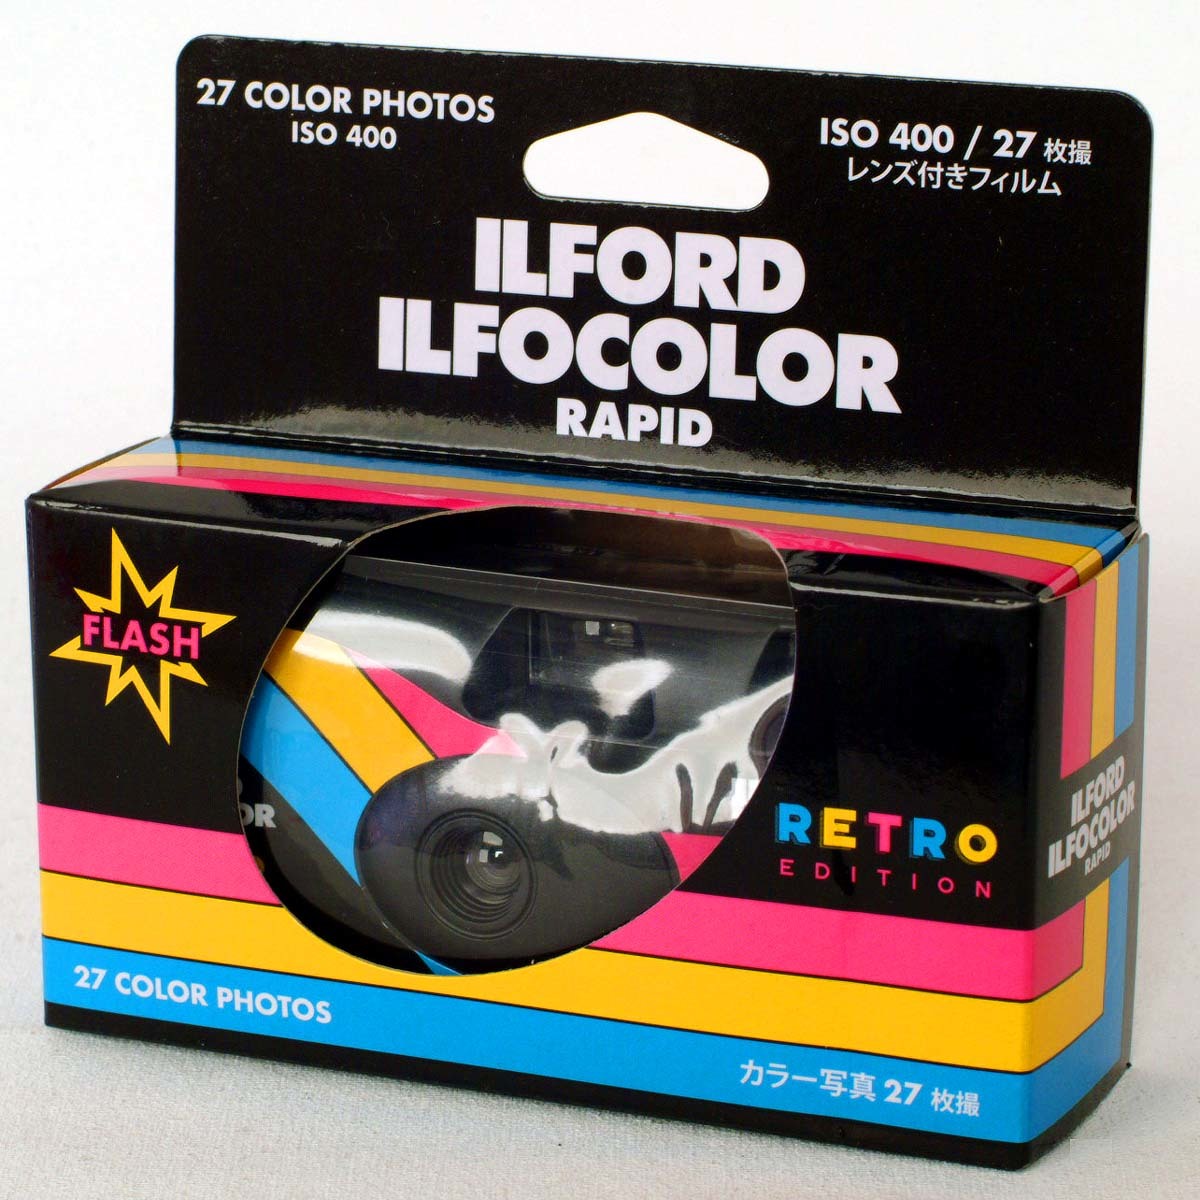 27 COLOR PHOTOS
ISO 400
ISO 400 / 27 枚撮
レンズ付きフィルム
ILFORD
ILFOCOLOR
RAPID
FLASH
OR
RETRO
EDITION
ILFORD
ILFOCOLOR
RAPID
27 COLOR PHOTOS
カラー写真 27 枚撮